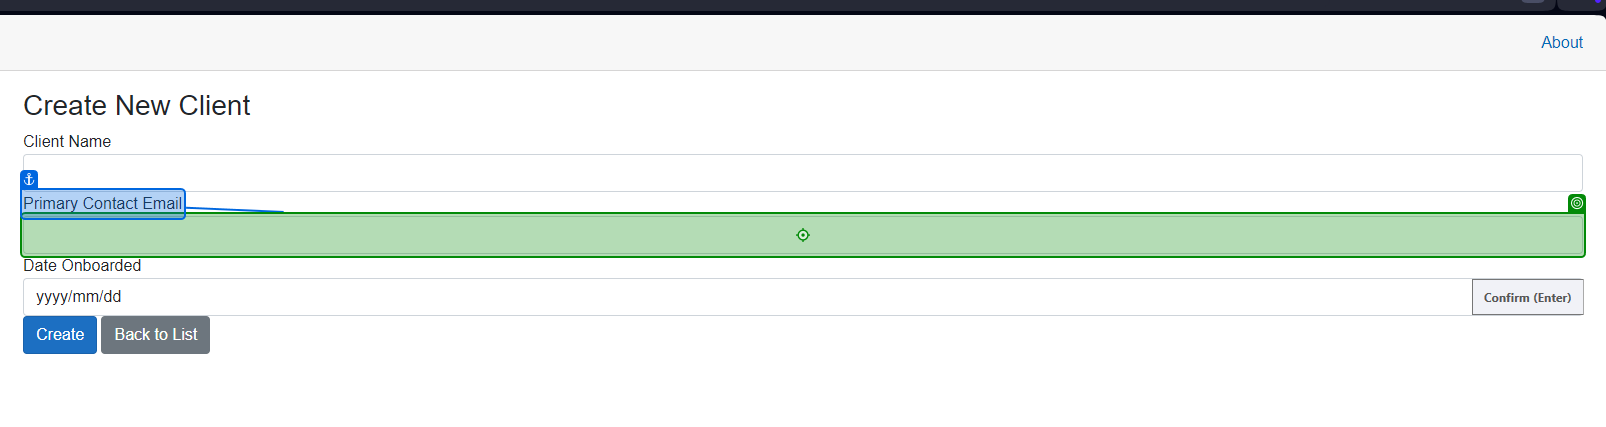 About
Create New Client
Client Name
Primary Contact Email
Date Onboarded
yyyy/mm/dd
Confirm (Enter)
Create Back to List